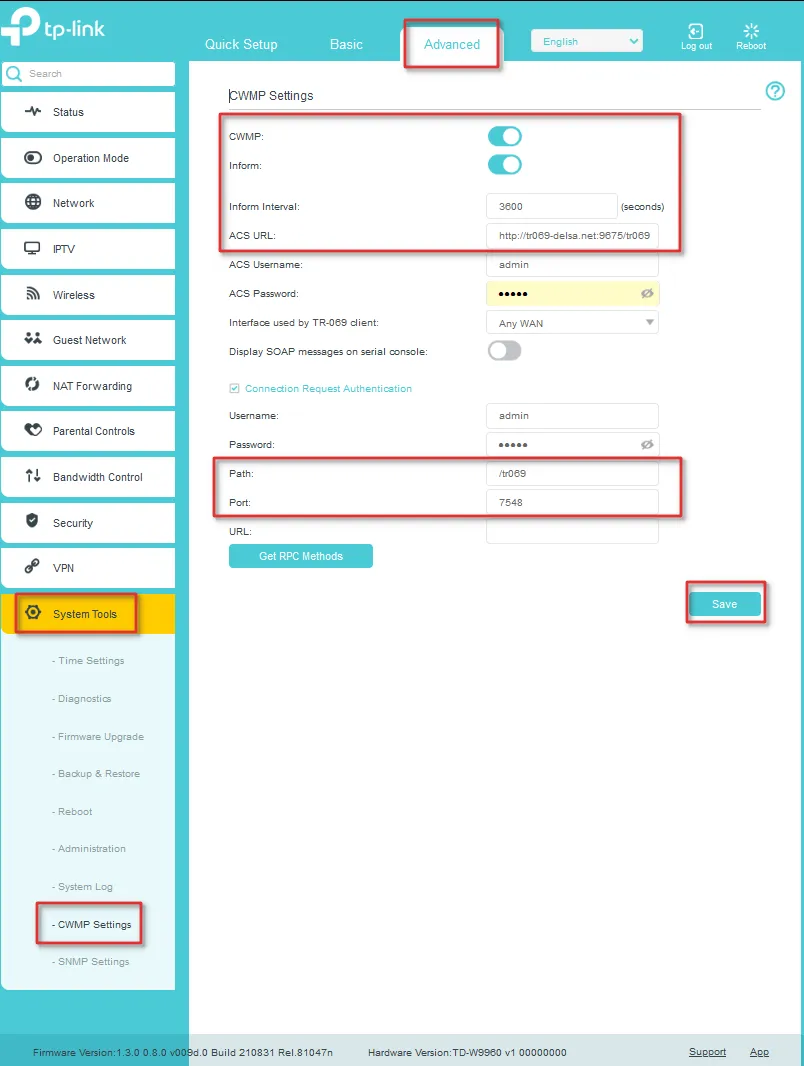 tp-link
Quick Setup Basic Advanced English Log out Reboot
Search
Status
Operation Mode
Network
IPTV
Wireless
Guest Network
NAT Forwarding
Parental Controls
Bandwidth Control
Security
VPN
System Tools
- Time Settings
- Diagnostics
- Firmware Upgrade
- Backup & Restore
- Reboot
- Administration
- System Log
- CWMP Settings
- SNMP Settings
CWMP Settings
CWMP:
Inform:
Inform Interval: 3600 (seconds)
ACS URL: http://tr069-delsa.net:9675/tr069
ACS Username: admin
ACS Password: •••••
Interface used by TR-069 client: Any WAN
Display SOAP messages on serial console:
Connection Request Authentication
Username: admin
Password: •••••
Path: /tr069
Port: 7548
URL:
Get RPC Methods
Save
Firmware Version:1.3.0 0.8.0 v009d.0 Build 210831 Rel.81047n Hardware Version:TD-W9960 v1 00000000 Support App